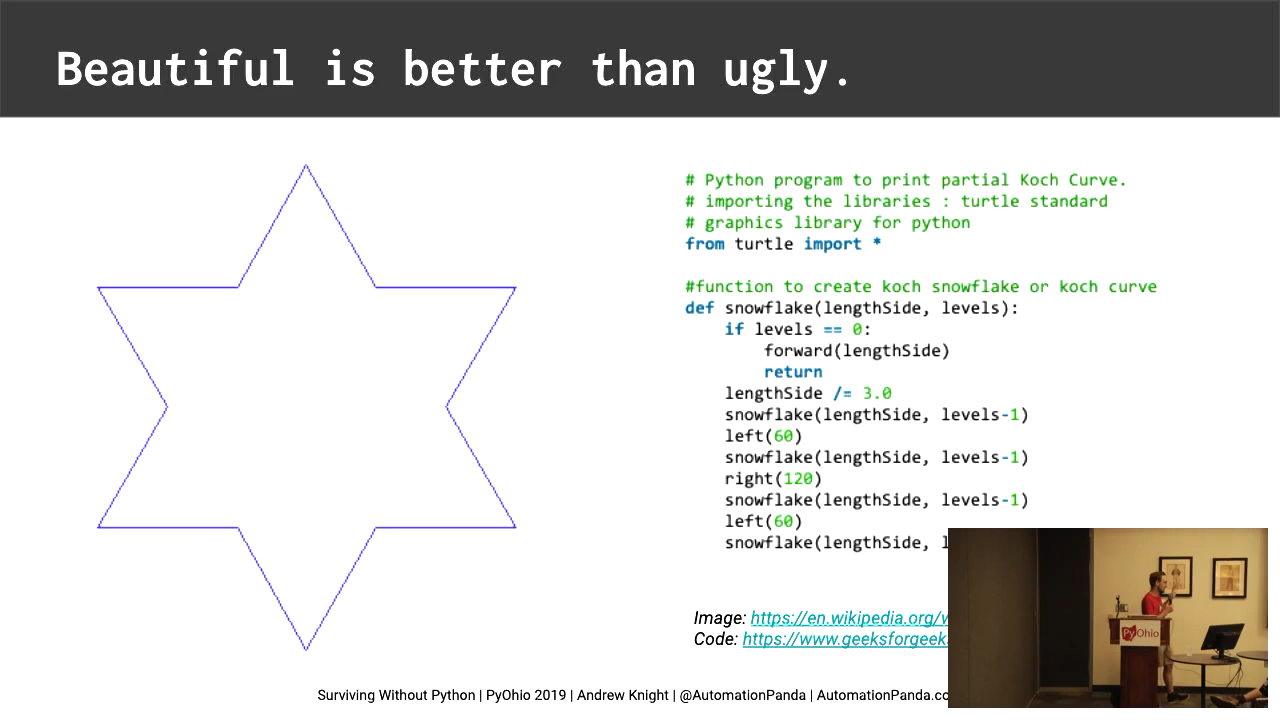 Beautiful is better than ugly.
# Python program to print partial Koch Curve.
# importing the libraries : turtle standard
# graphics library for python
from turtle import *
#function to create koch snowflake or koch curve
def snowflake(lengthSide, levels):
    if levels == 0:
        forward(lengthSide)
        return
    lengthSide /= 3.0
    snowflake(lengthSide, levels-1)
    left(60)
    snowflake(lengthSide, levels-1)
    right(120)
    snowflake(lengthSide, levels-1)
    left(60)
    snowflake(lengthSide, l
Image: https://en.wikipedia.org/w
Code: https://www.geeksforgeeks
Surviving Without Python | PyOhio 2019 | Andrew Knight | @AutomationPanda | AutomationPanda.co
PyOhio